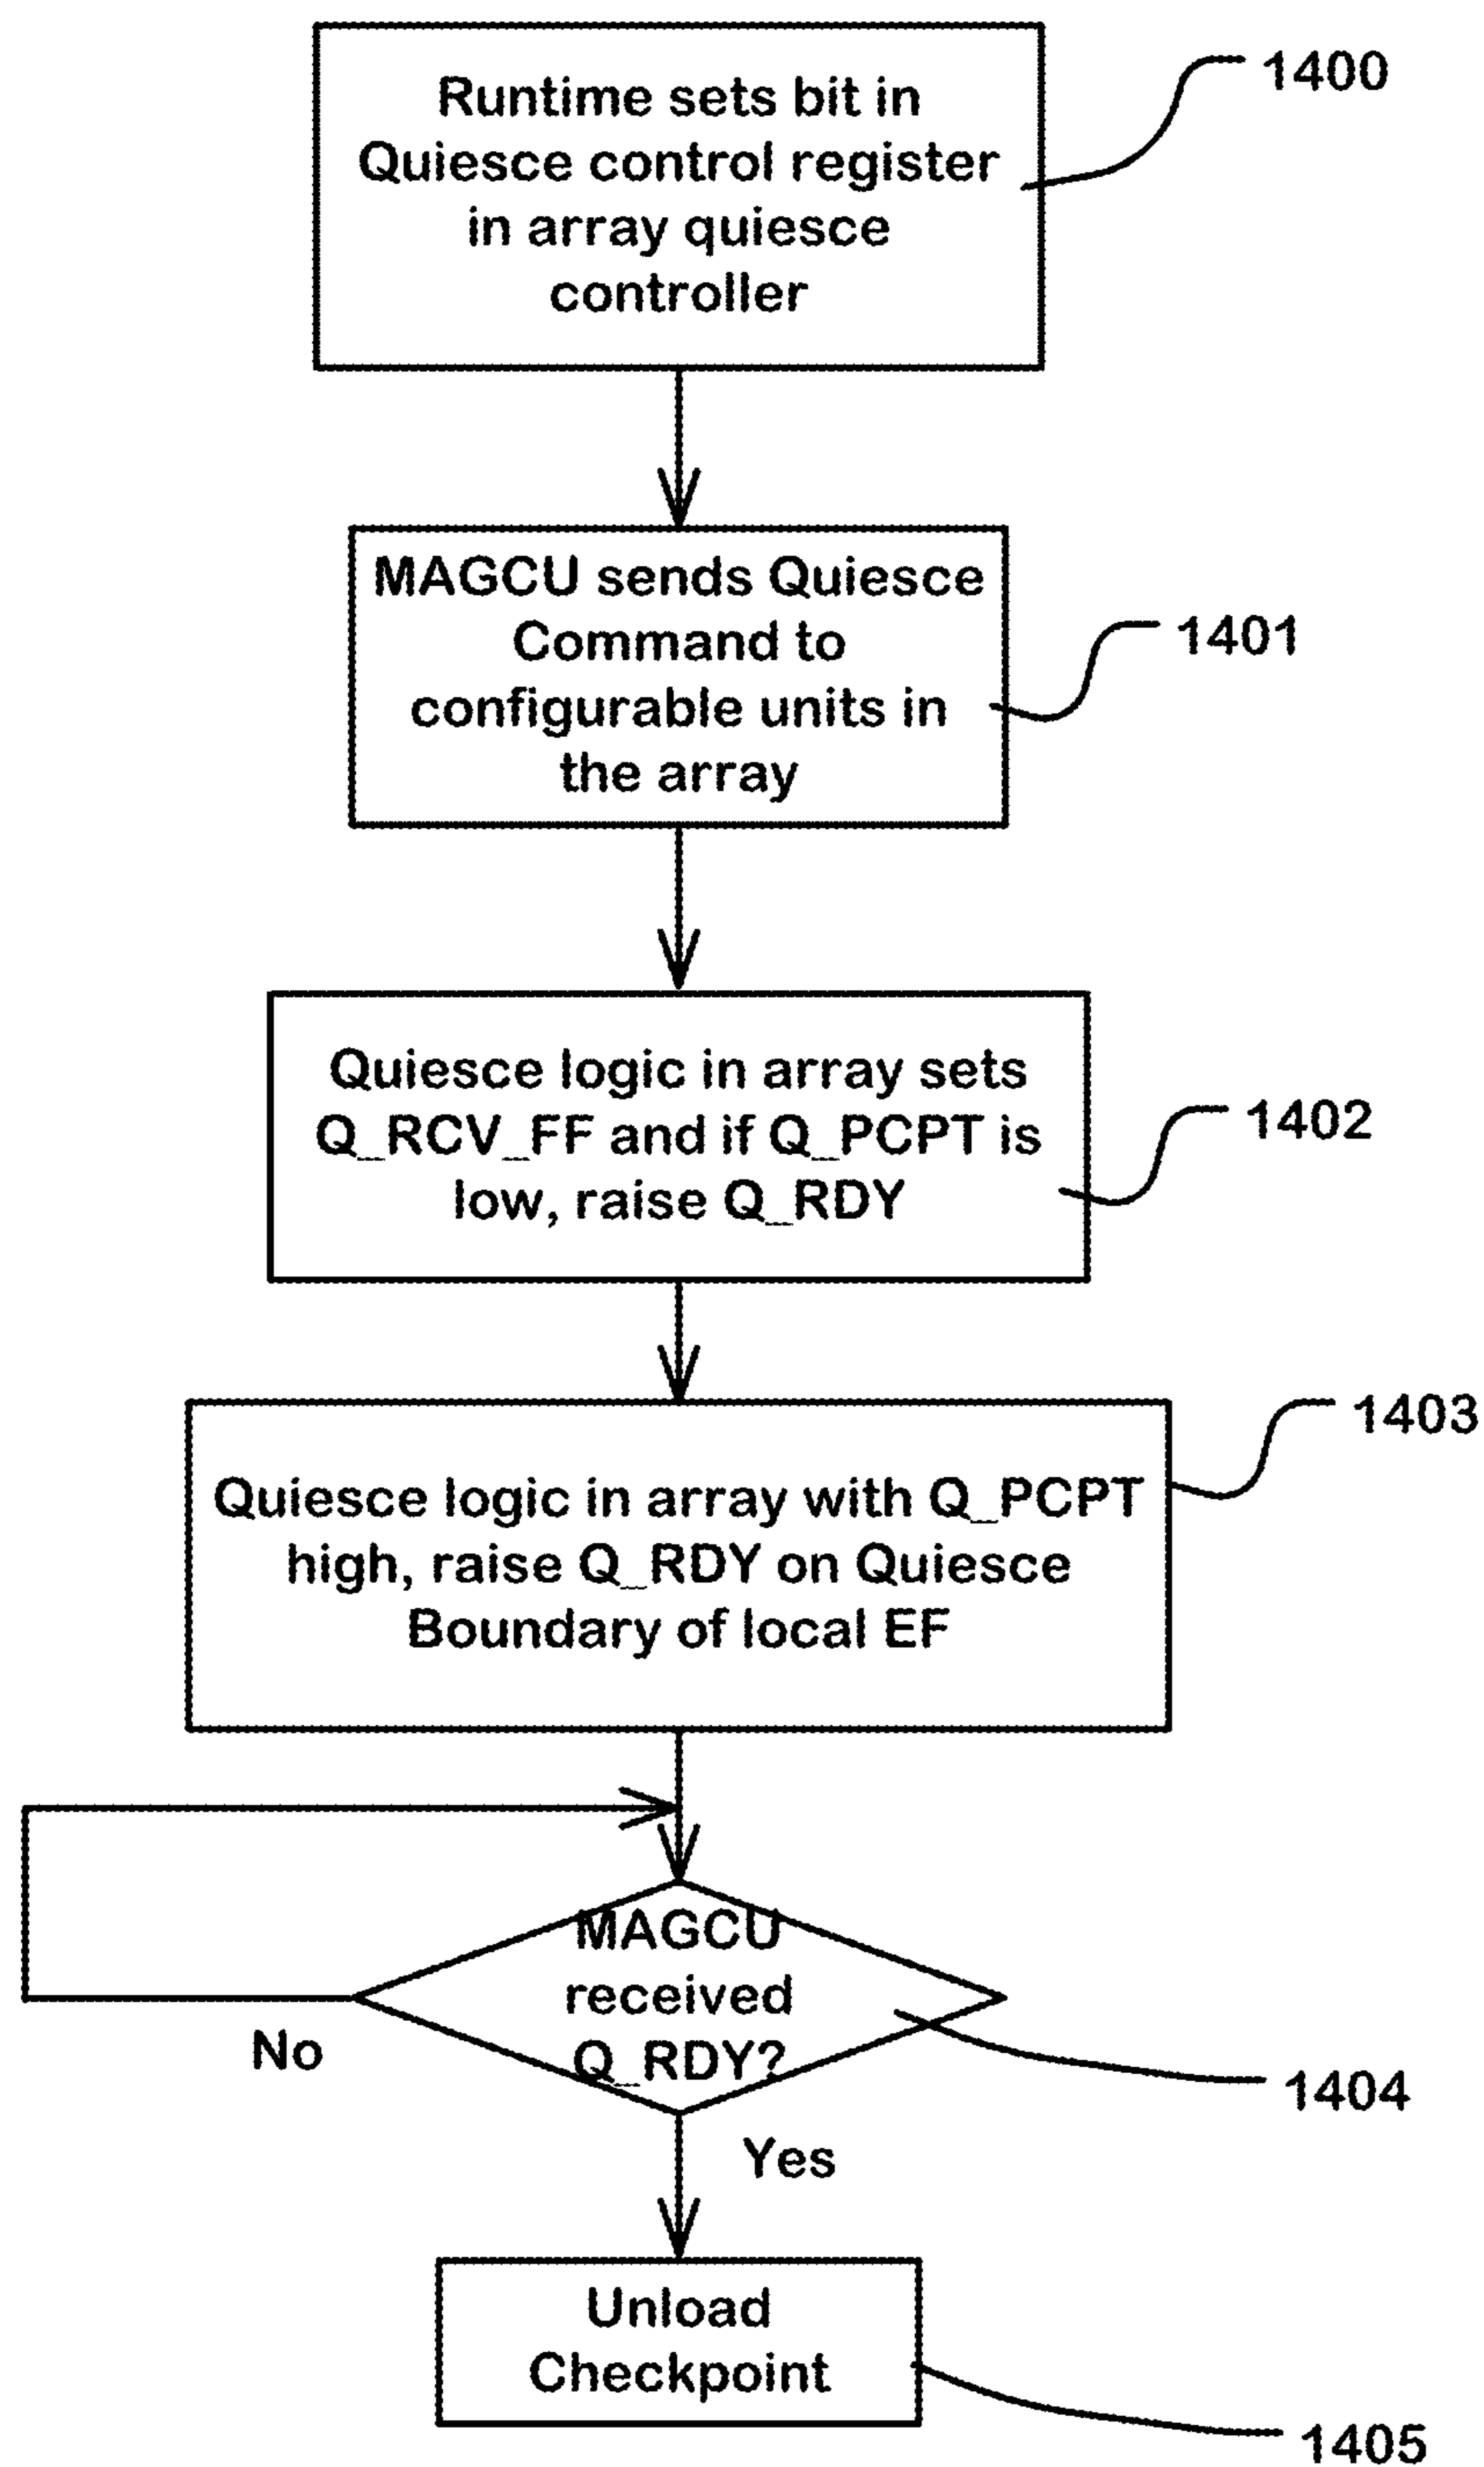 Runtime sets bit in
Quiesce control register
in array quiesce
controller
1400
MAGCU sends Quiesce
Command to
configurable units in
the array
1401
Quiesce logic in array sets
Q_RCV_FF and if Q_PCPT is
low, raise Q_RDY
1402
Quiesce logic in array with Q_PCPT
high, raise Q_RDY on Quiesce
Boundary of local EF
1403
MAGCU
received
Q_RDY?
No
1404
Yes
Unload
Checkpoint
1405